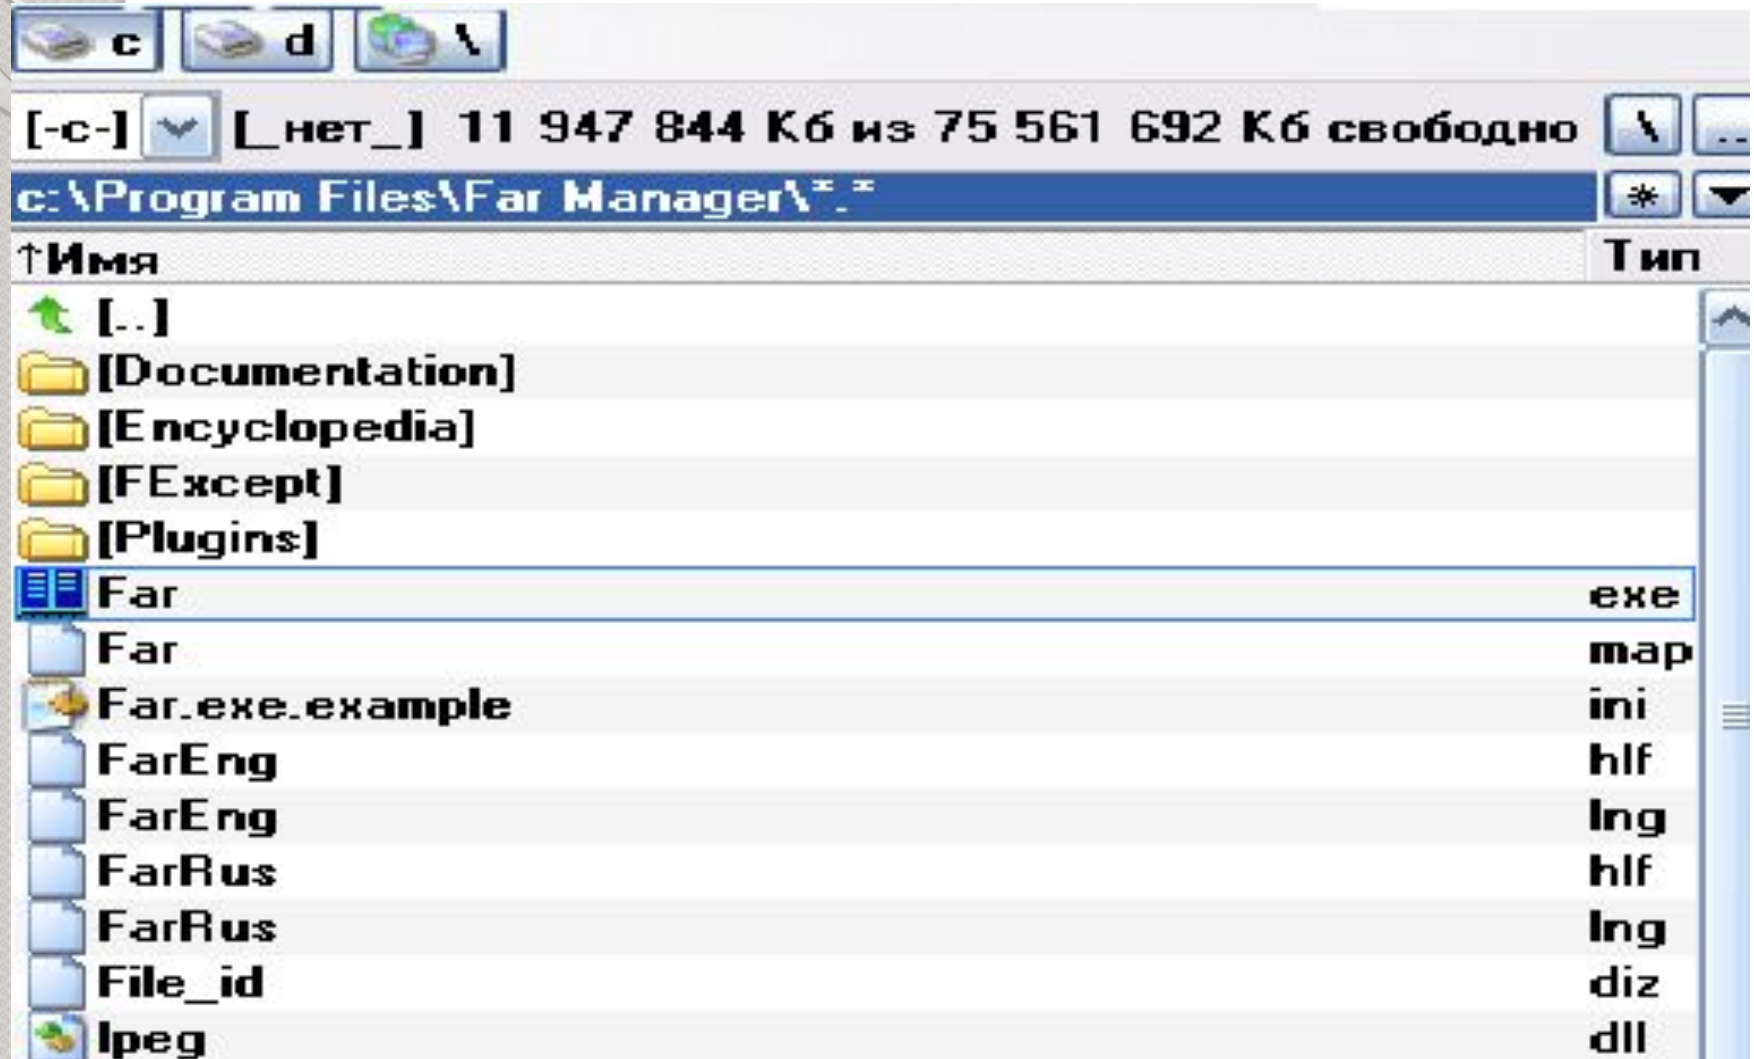 c d \
[-c-] [_нет_] 11 947 844 Кб из 75 561 692 Кб свободно \ ..
c:\Program Files\Far Manager\*.* * 
↑Имя Тип
[..]
[Documentation]
[Encyclopedia]
[FExcept]
[Plugins]
Far exe
Far map
Far.exe.example ini
FarEng hlf
FarEng lng
FarRus hlf
FarRus lng
File_id diz
lpeg dll